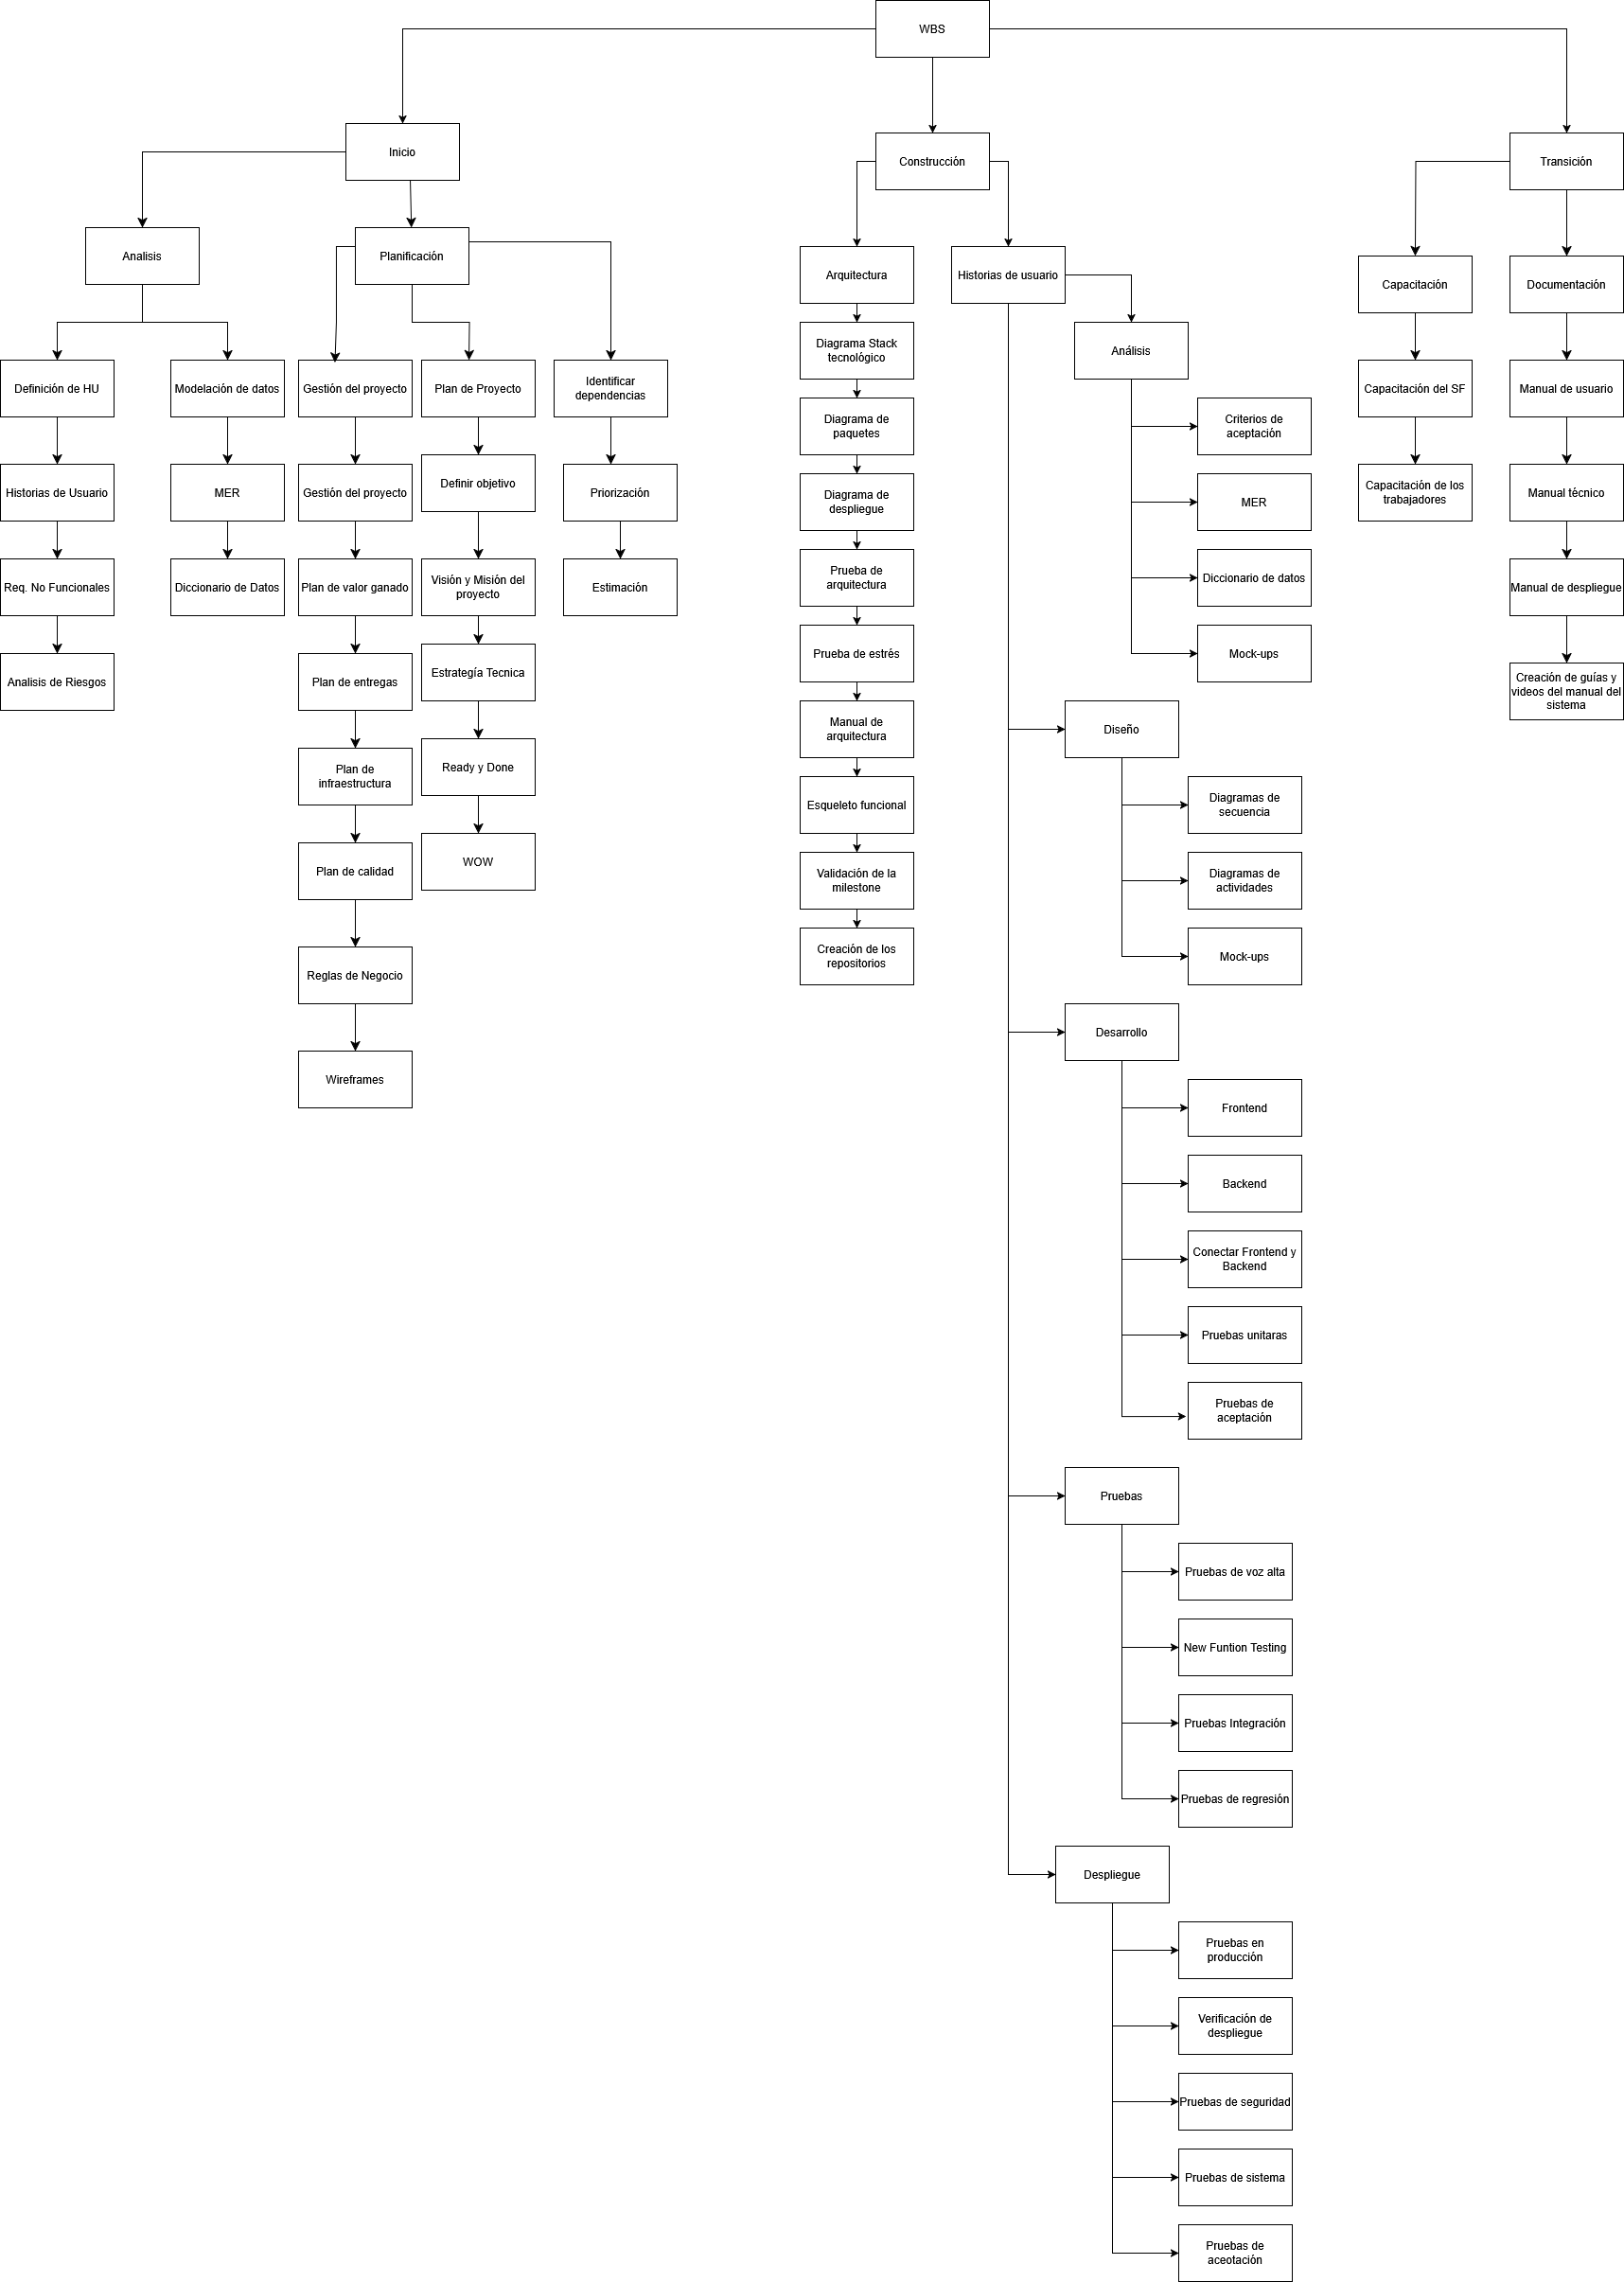 WBS
Inicio
Construcción
Transición
Analisis
Planificación
Arquitectura
Historias de usuario
Capacitación
Documentación
Definición de HU
Modelación de datos
Gestión del proyecto
Plan de Proyecto
Identificar
dependencias
Diagrama Stack
tecnológico
Análisis
Capacitación del SF
Manual de usuario
Historias de Usuario
MER
Gestión del proyecto
Definir objetivo
Priorización
Diagrama de
paquetes
Criterios de
aceptación
Capacitación de los
trabajadores
Manual técnico
Diagrama de
despliegue
MER
Req. No Funcionales
Diccionario de Datos
Plan de valor ganado
Visión y Misión del
proyecto
Estimación
Prueba de
arquitectura
Diccionario de datos
Manual de despliegue
Analisis de Riesgos
Plan de entregas
Estrategía Tecnica
Prueba de estrés
Mock-ups
Creación de guías y
videos del manual del
sistema
Plan de
infraestructura
Ready y Done
Manual de
arquitectura
Diseño
Plan de calidad
WOW
Esqueleto funcional
Diagramas de
secuencia
Validación de la
milestone
Diagramas de
actividades
Reglas de Negocio
Creación de los
repositorios
Mock-ups
Wireframes
Desarrollo
Frontend
Backend
Conectar Frontend y
Backend
Pruebas unitaras
Pruebas de
aceptación
Pruebas
Pruebas de voz alta
New Funtion Testing
Pruebas Integración
Pruebas de regresión
Despliegue
Pruebas en
producción
Verificación de
despliegue
Pruebas de seguridad
Pruebas de sistema
Pruebas de
aceotación